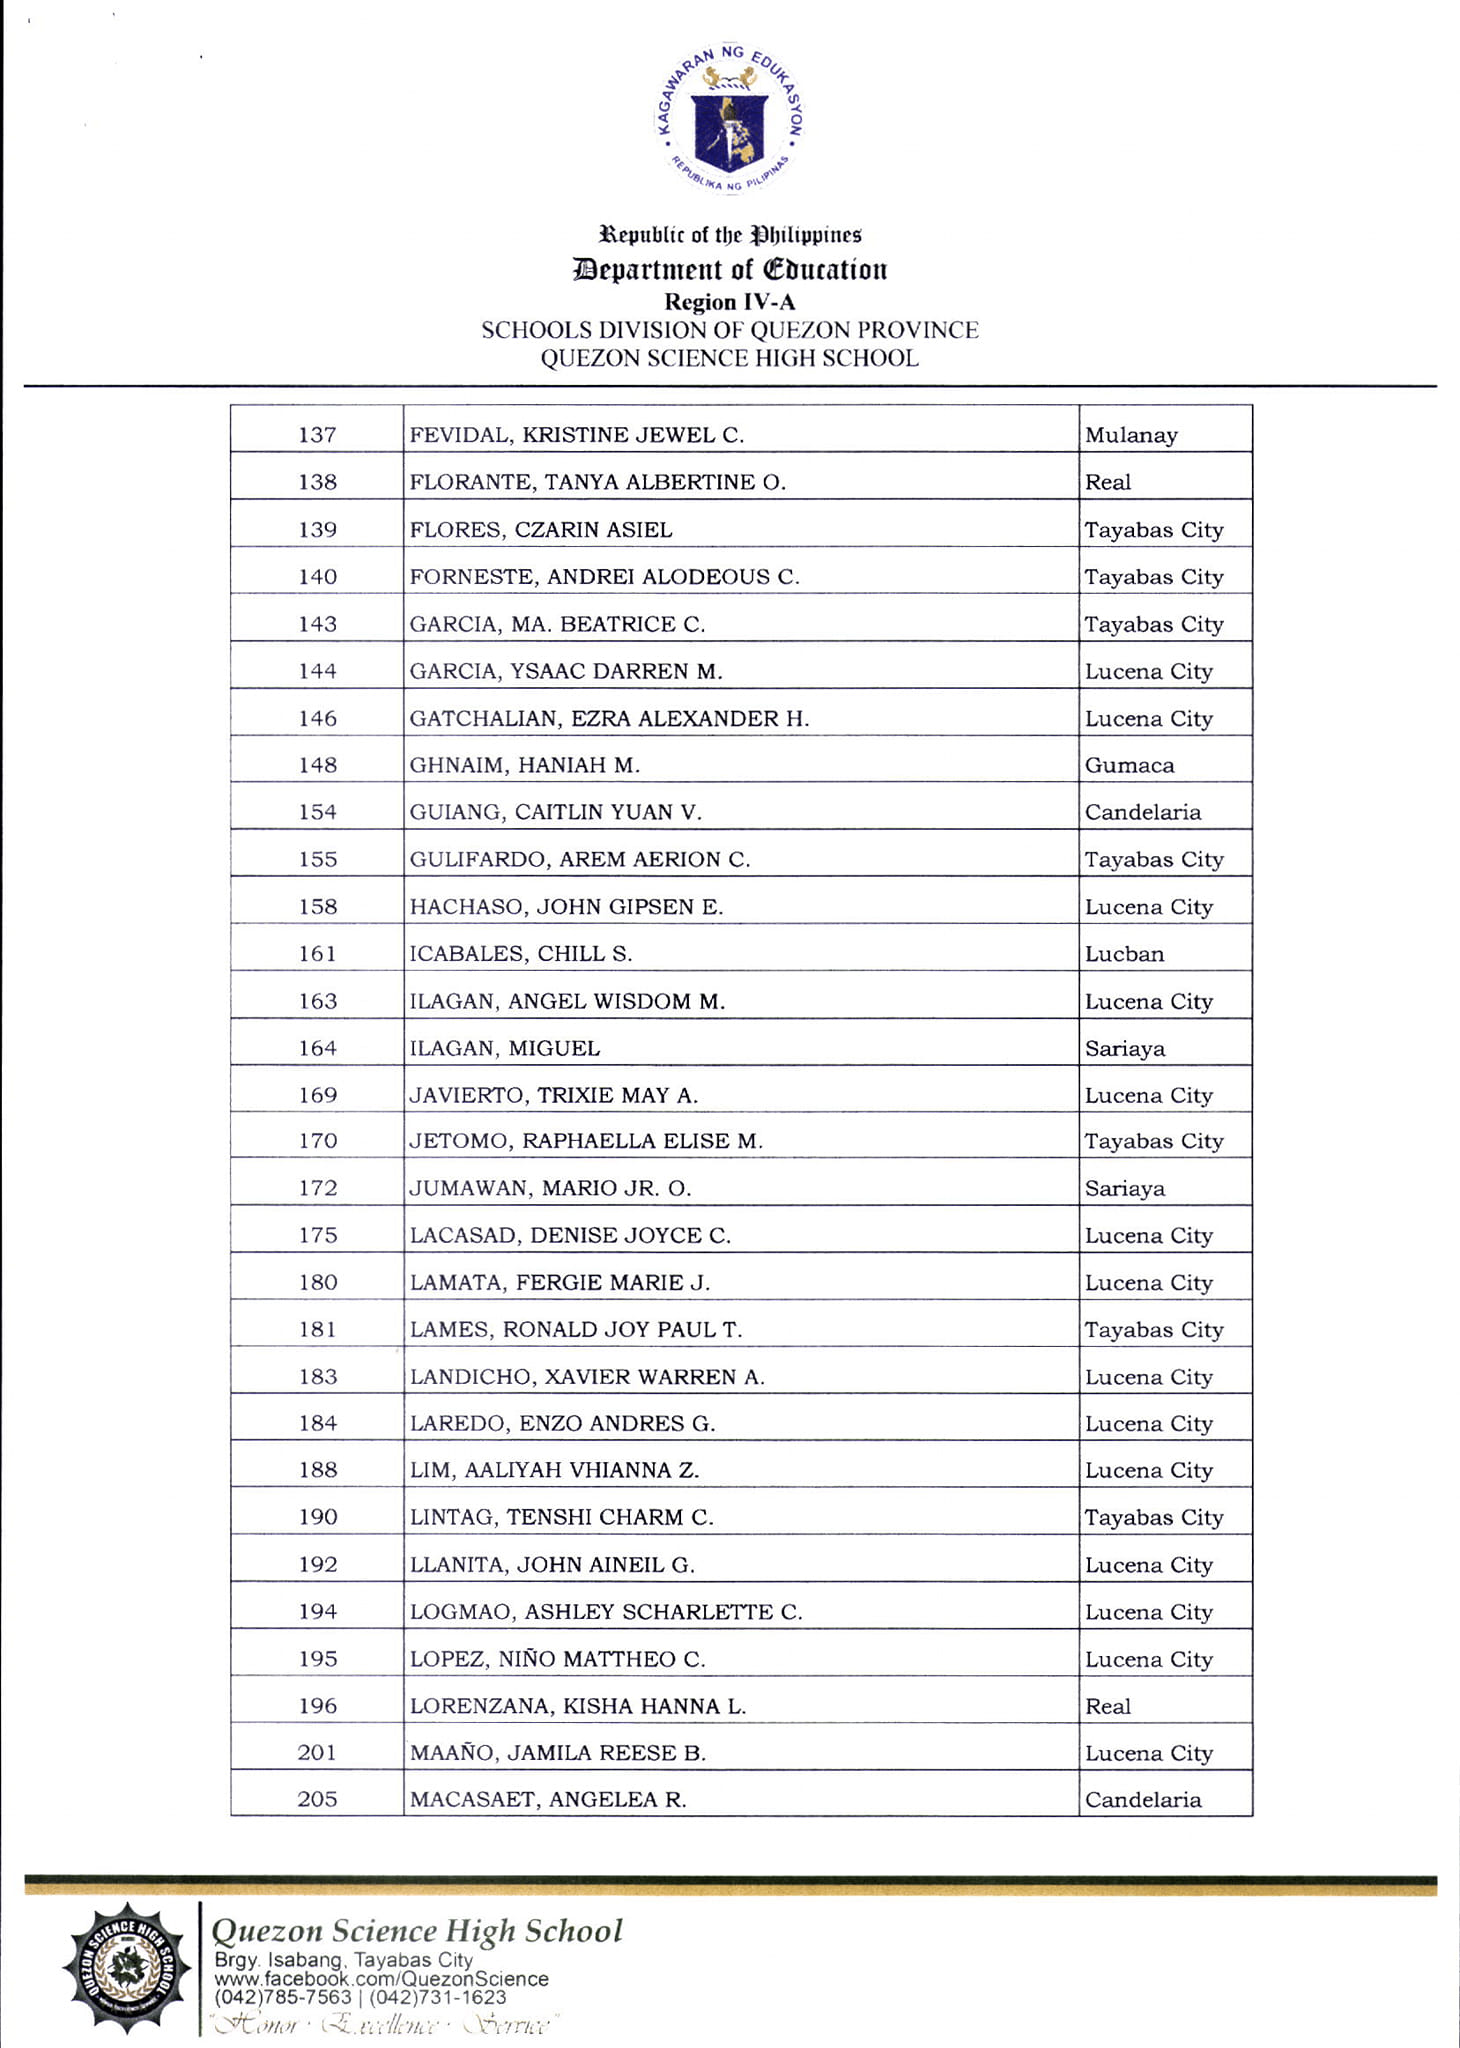 KAGAWARAN NG EDUKASYON
REPUBLIKA NG PILIPINAS
Republic of the Philippines
Department of Education
Region IV-A
SCHOOLS DIVISION OF QUEZON PROVINCE
QUEZON SCIENCE HIGH SCHOOL
137 FEVIDAL, KRISTINE JEWEL C. Mulanay
138 FLORANTE, TANYA ALBERTINE O. Real
139 FLORES, CZARIN ASIEL Tayabas City
140 FORNESTE, ANDREI ALODEOUS C. Tayabas City
143 GARCIA, MA. BEATRICE C. Tayabas City
144 GARCIA, YSAAC DARREN M. Lucena City
146 GATCHALIAN, EZRA ALEXANDER H. Lucena City
148 GHNAIM, HANIAH M. Gumaca
154 GUIANG, CAITLIN YUAN V. Candelaria
155 GULIFARDO, AREM AERION C. Tayabas City
158 HACHASO, JOHN GIPSEN E. Lucena City
161 ICABALES, CHILL S. Lucban
163 ILAGAN, ANGEL WISDOM M. Lucena City
164 ILAGAN, MIGUEL Sariaya
169 JAVIERTO, TRIXIE MAY A. Lucena City
170 JETOMO, RAPHAELLA ELISE M. Tayabas City
172 JUMAWAN, MARIO JR. O. Sariaya
175 LACASAD, DENISE JOYCE C. Lucena City
180 LAMATA, FERGIE MARIE J. Lucena City
181 LAMES, RONALD JOY PAUL T. Tayabas City
183 LANDICHO, XAVIER WARREN A. Lucena City
184 LAREDO, ENZO ANDRES G. Lucena City
188 LIM, AALIYAH VHIANNA Z. Lucena City
190 LINTAG, TENSHI CHARM C. Tayabas City
192 LLANITA, JOHN AINEIL G. Lucena City
194 LOGMAO, ASHLEY SCHARLETTE C. Lucena City
195 LOPEZ, NIÑO MATTHEO C. Lucena City
196 LORENZANA, KISHA HANNA L. Real
201 MAAÑO, JAMILA REESE B. Lucena City
205 MACASAET, ANGELEA R. Candelaria
QUEZON SCIENCE HIGH SCHOOL
Quezon Science High School
Brgy. Isabang, Tayabas City
www.facebook.com/QuezonScience
(042)785-7563 | (042)731-1623
"Honor · Excellence · Service"